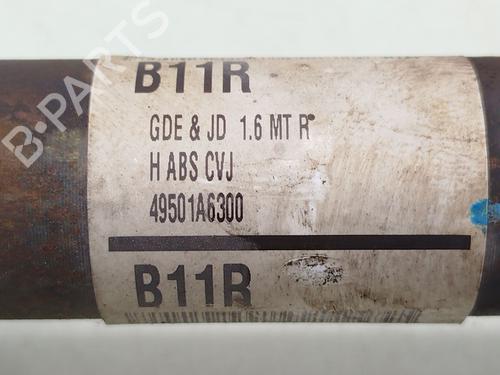 B-PARTS
B11R
GDE & JD 1.6 MT R
H ABS CVJ
49501A6300
B11R